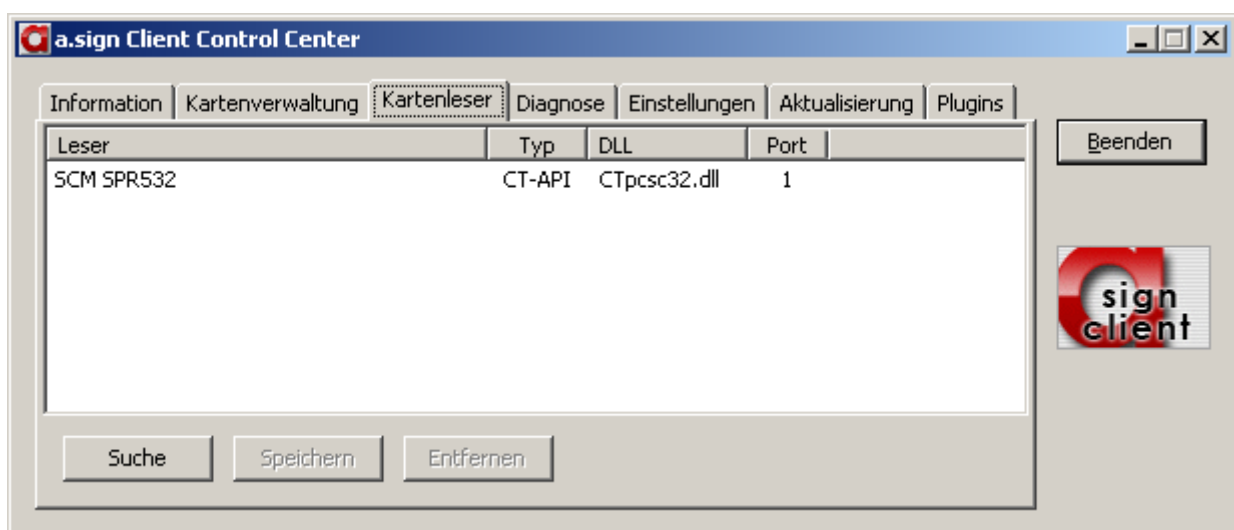 a.sign Client Control Center
Information Kartenverwaltung Kartenleser Diagnose Einstellungen Aktualisierung Plugins
Leser Typ DLL Port
SCM SPR532 CT-API CTpcsc32.dll 1
Suche Speichern Entfernen
Beenden
a sign
client